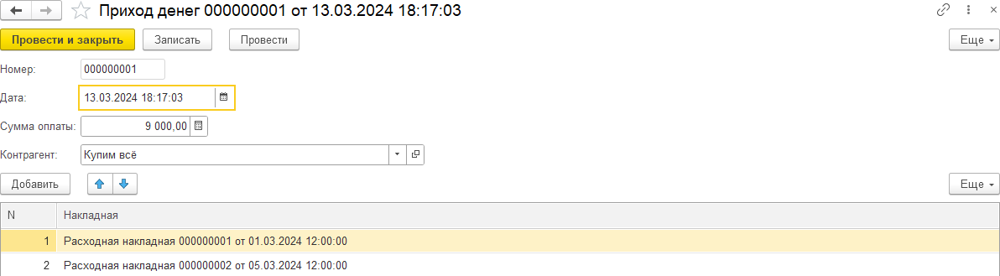 Приход денег 000000001 от 13.03.2024 18:17:03
Провести и закрыть Записать Провести Еще
Номер: 000000001
Дата: 13.03.2024 18:17:03
Сумма оплаты: 9 000,00
Контрагент: Купим всё
Добавить Еще
N Накладная
1 Расходная накладная 000000001 от 01.03.2024 12:00:00
2 Расходная накладная 000000002 от 05.03.2024 12:00:00